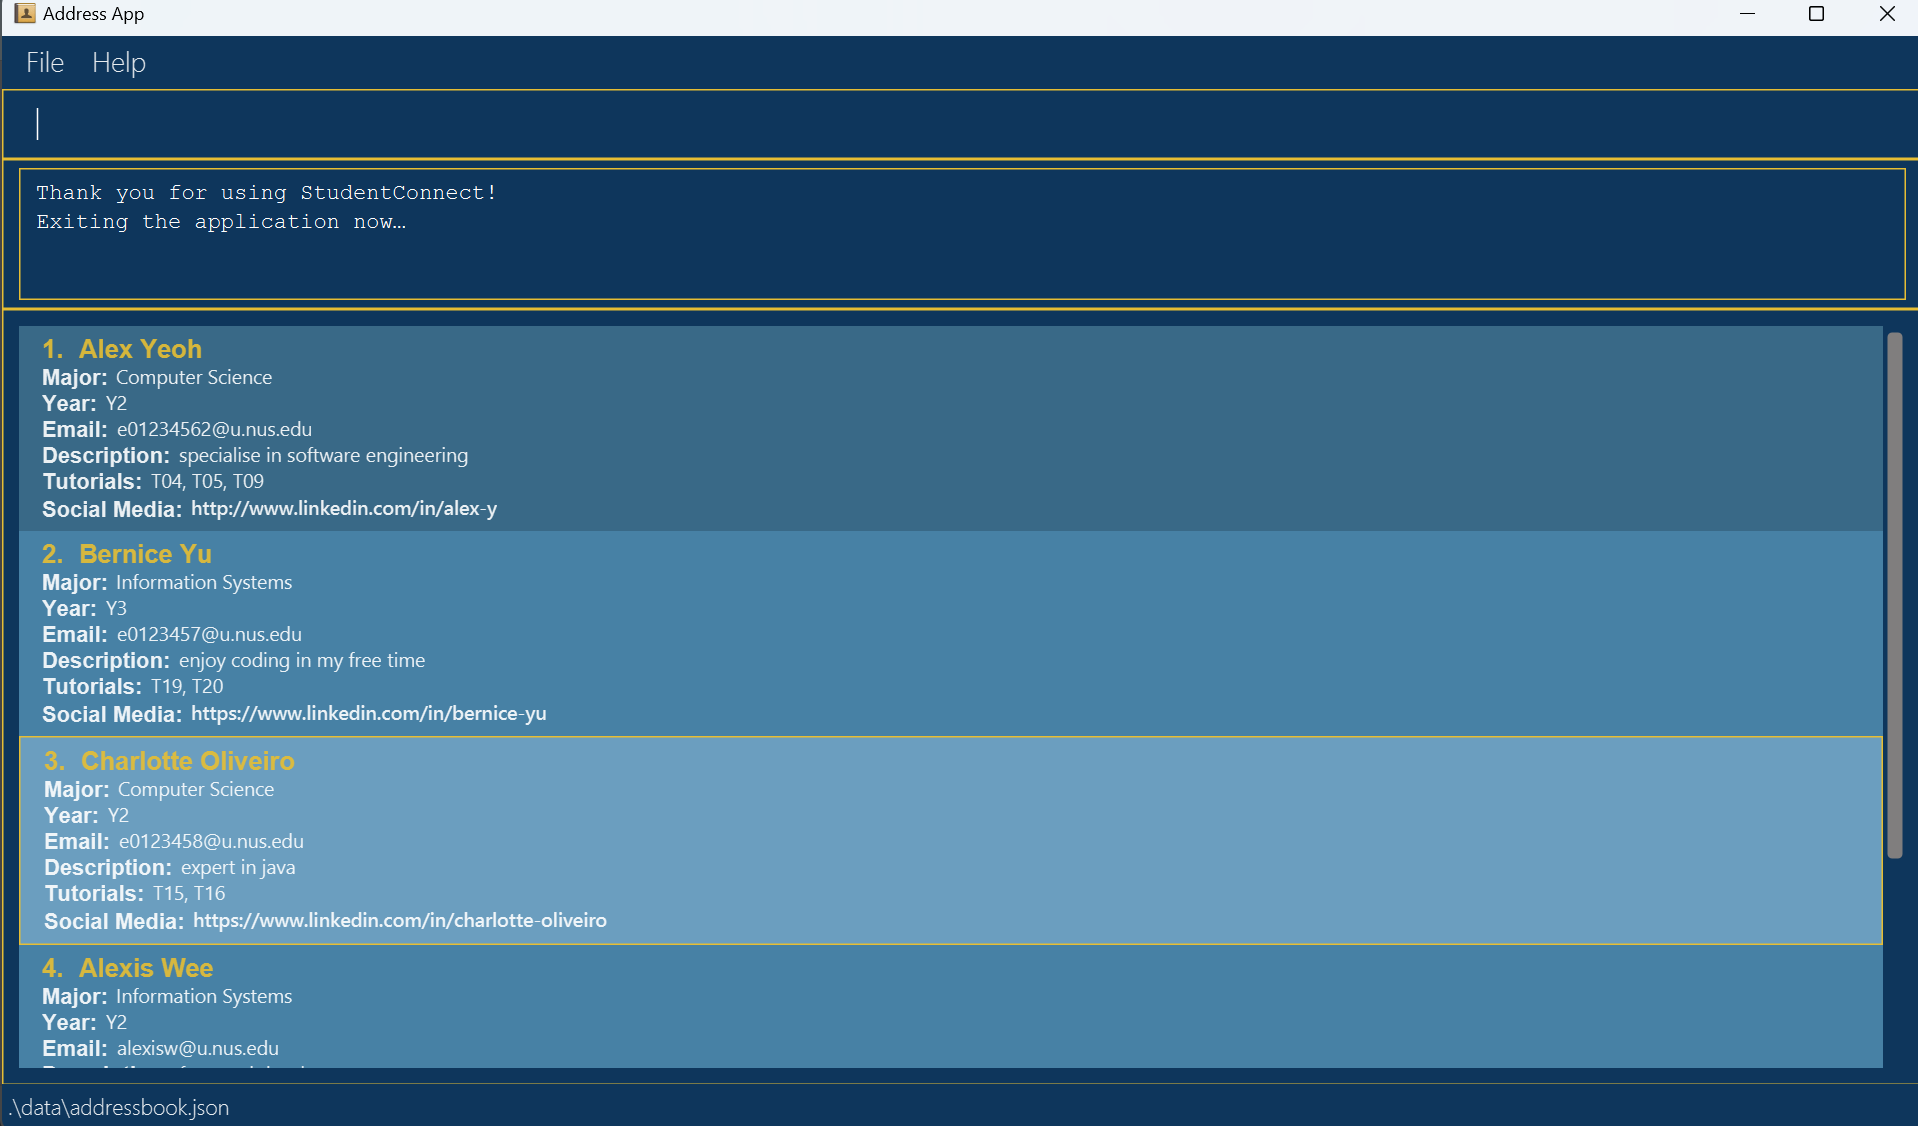 Address App
File Help
Thank you for using StudentConnect!
Exiting the application now…
1. Alex Yeoh
Major: Computer Science
Year: Y2
Email: e01234562@u.nus.edu
Description: specialise in software engineering
Tutorials: T04, T05, T09
Social Media: http://www.linkedin.com/in/alex-y
2. Bernice Yu
Major: Information Systems
Year: Y3
Email: e0123457@u.nus.edu
Description: enjoy coding in my free time
Tutorials: T19, T20
Social Media: https://www.linkedin.com/in/bernice-yu
3. Charlotte Oliveiro
Major: Computer Science
Year: Y2
Email: e0123458@u.nus.edu
Description: expert in java
Tutorials: T15, T16
Social Media: https://www.linkedin.com/in/charlotte-oliveiro
4. Alexis Wee
Major: Information Systems
Year: Y2
Email: alexisw@u.nus.edu
.\data\addressbook.json